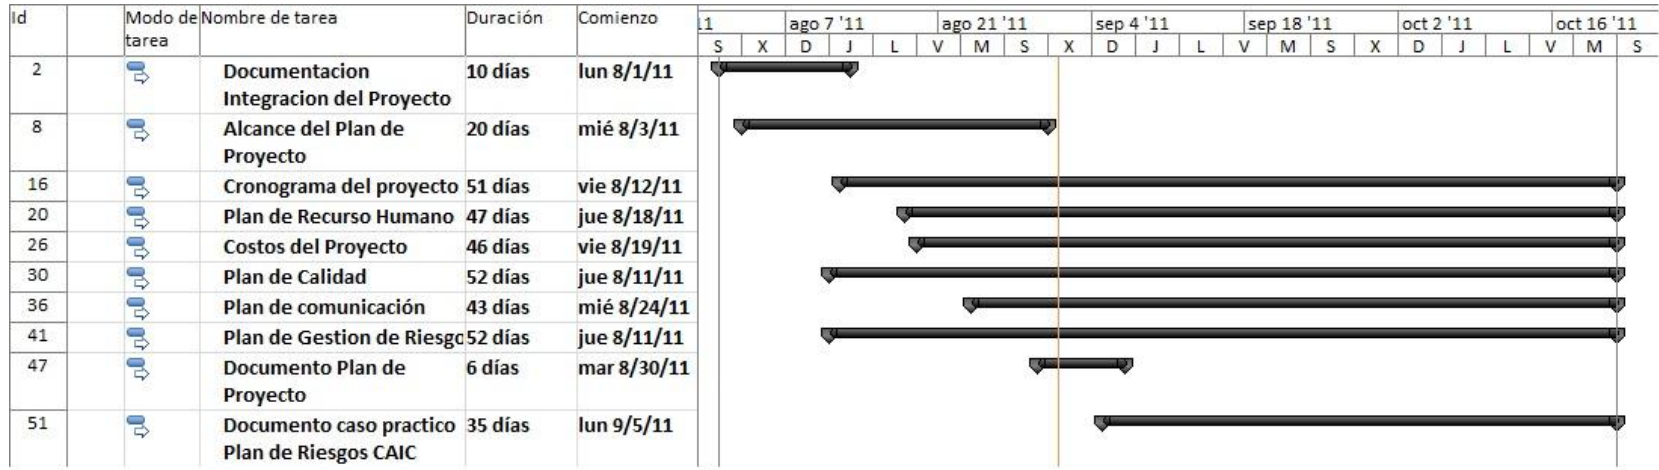 Id Modo de Nombre de tarea Duración Comienzo 11 ago 7 '11 ago 21 '11 sep 4 '11 sep 18 '11 oct 2 '11 oct 16 '11
tarea S X D J L V M S X D J L V M S X D J L V M S
2 Documentacion 10 días lun 8/1/11
Integracion del Proyecto
8 Alcance del Plan de 20 días mié 8/3/11
Proyecto
16 Cronograma del proyecto 51 días vie 8/12/11
20 Plan de Recurso Humano 47 días jue 8/18/11
26 Costos del Proyecto 46 días vie 8/19/11
30 Plan de Calidad 52 días jue 8/11/11
36 Plan de comunicación 43 días mié 8/24/11
41 Plan de Gestion de Riesgo 52 días jue 8/11/11
47 Documento Plan de 6 días mar 8/30/11
Proyecto
51 Documento caso practico 35 días lun 9/5/11
Plan de Riesgos CAIC